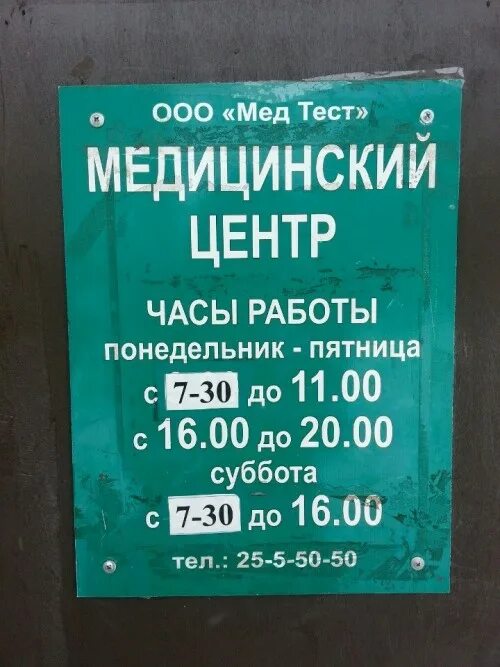 ООО «Мед Тест»
МЕДИЦИНСКИЙ
ЦЕНТР
ЧАСЫ РАБОТЫ
понедельник - пятница
с 7-30 до 11.00
с 16.00 до 20.00
суббота
с 7-30 до 16.00
тел.: 25-5-50-50